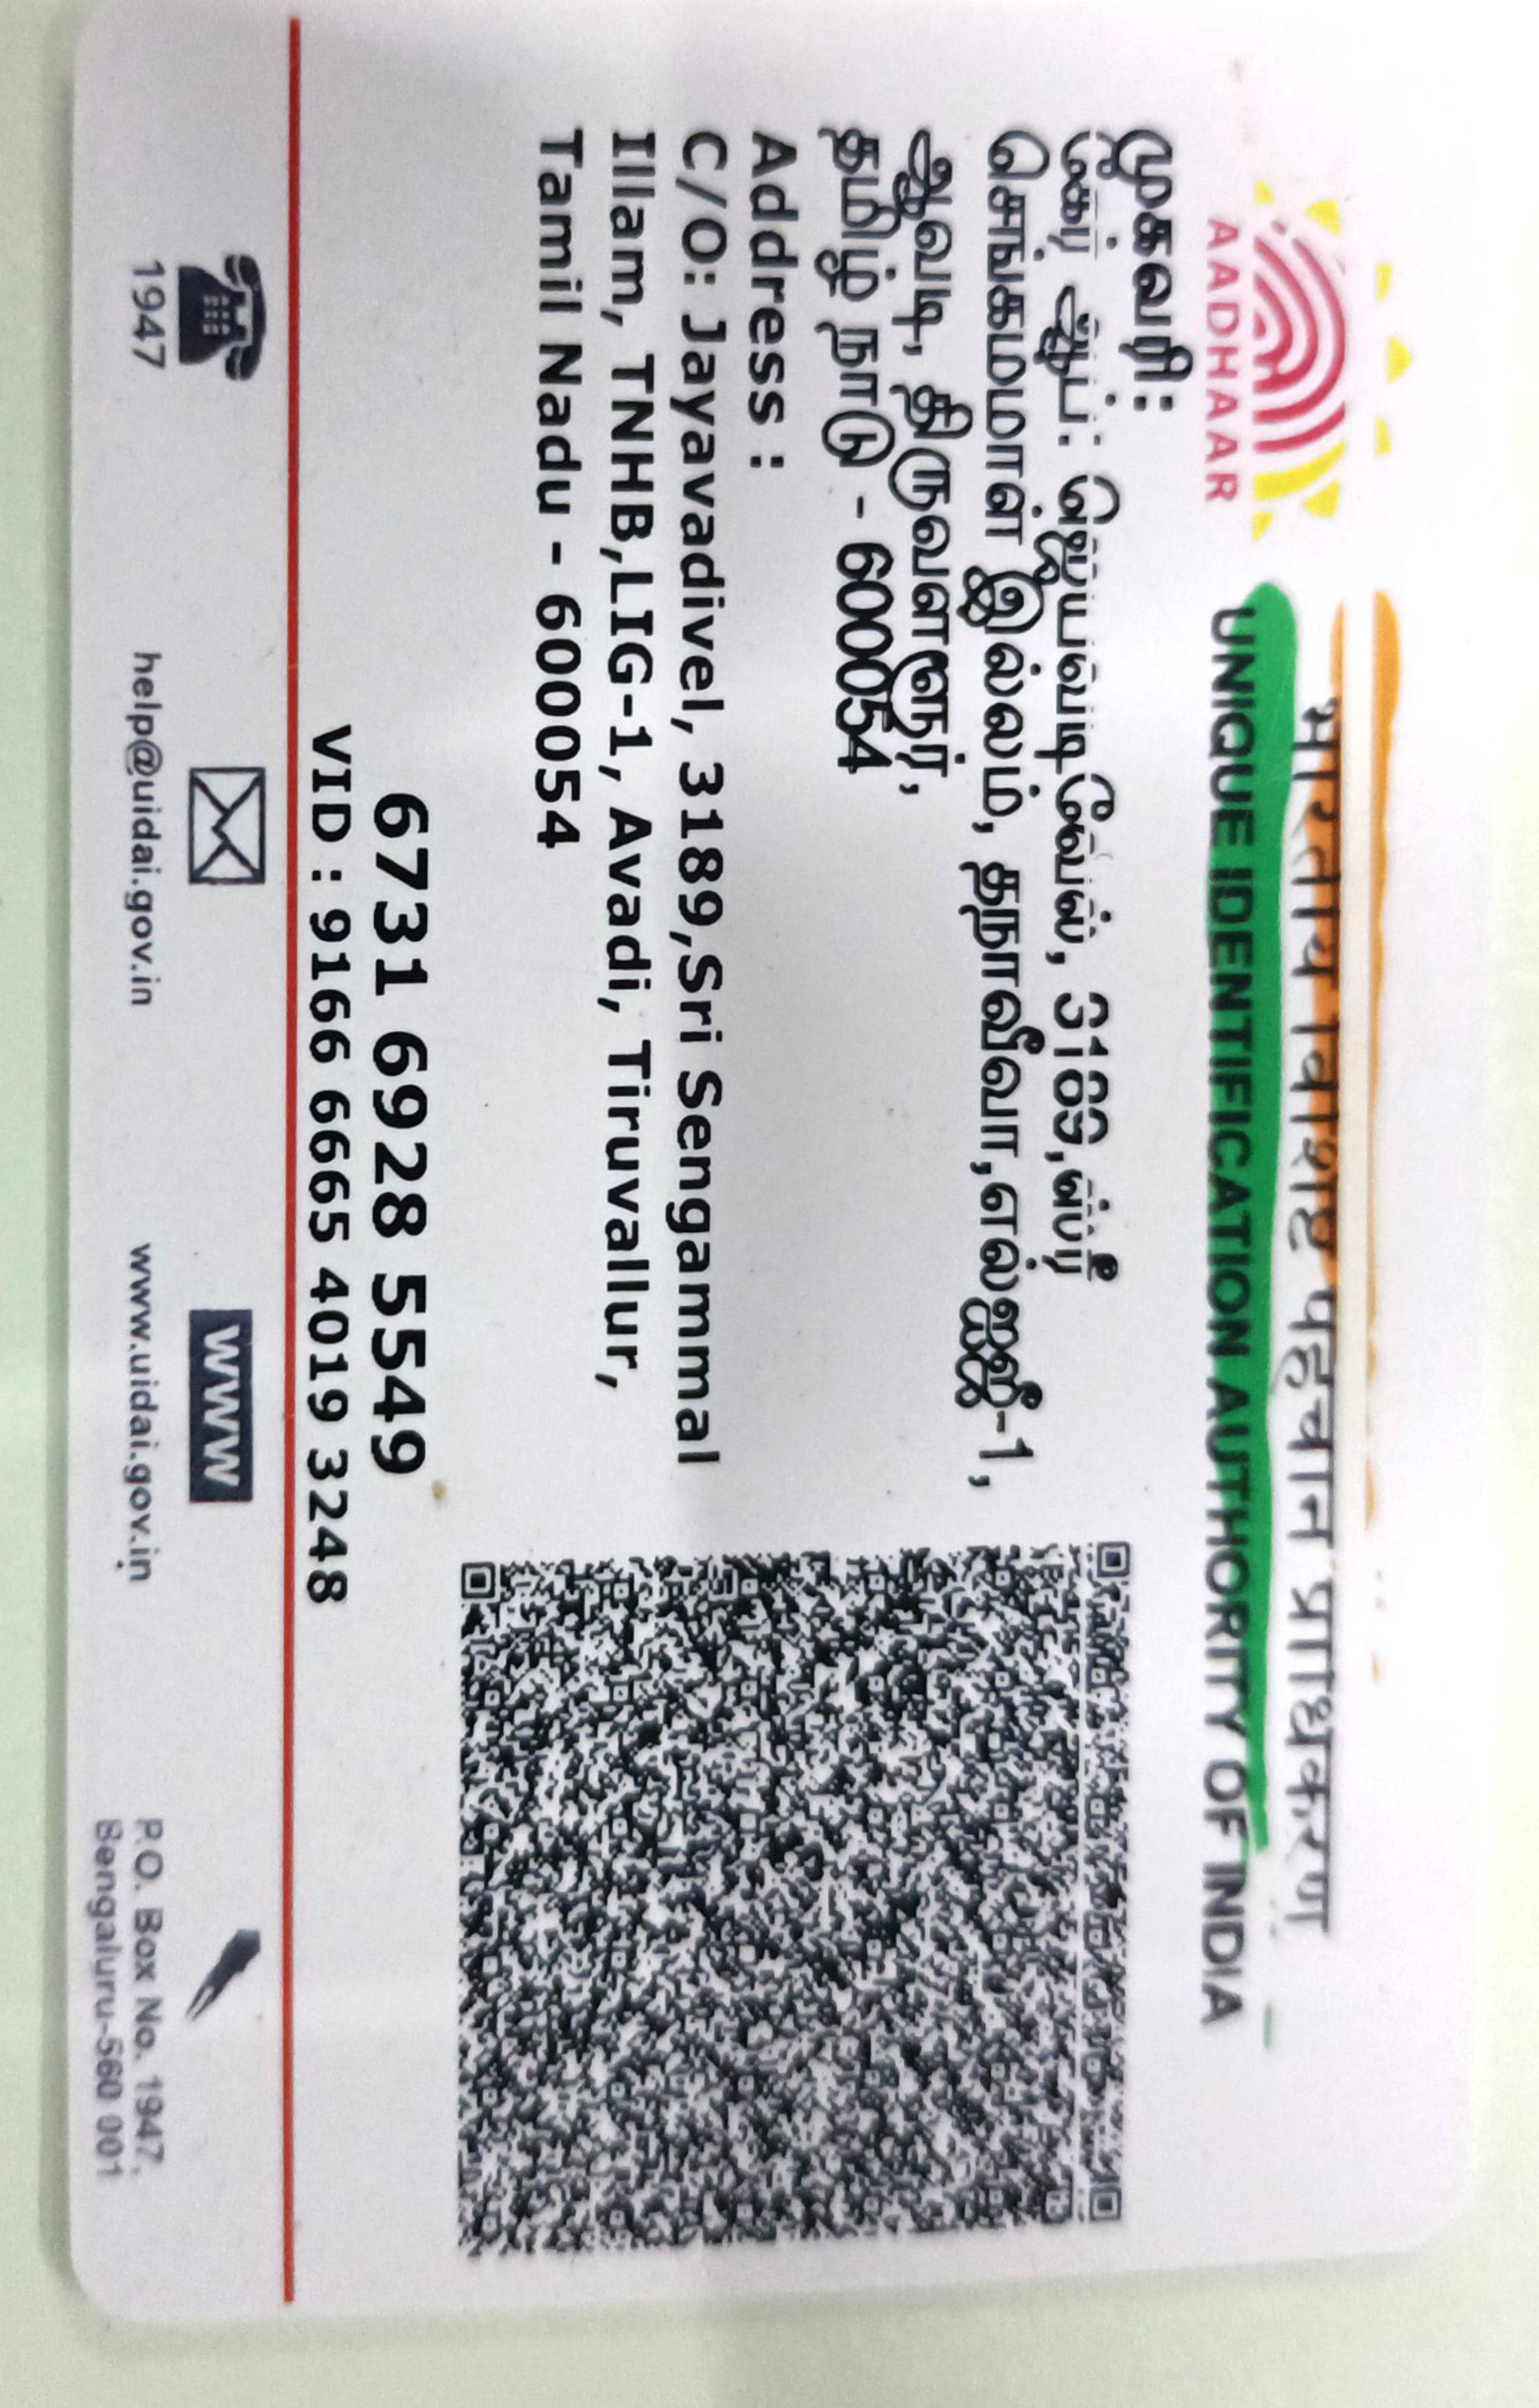 भारतीय विशिष्ट पहचान प्राधिकरण
UNIQUE IDENTIFICATION AUTHORITY OF INDIA
AADHAAR
முகவரி:
கேர் ஆப்: ஜெயவடிவேல், 3189,ஸ்ரீ
செங்கமமாள் இல்லம், தநாவீவா,எல்ஐஜீ-1,
ஆவடி, திருவள்ளூர்,
தமிழ் நாடு - 600054
Address :
C/O: Jayavadivel, 3189,Sri Sengammal
Illam, TNHB,LIG-1, Avadi, Tiruvallur,
Tamil Nadu - 600054
6731 6928 5549
VID : 9166 6665 4019 3248
1947
help@uidai.gov.in
www
www.uidai.gov.in
P.O. Box No. 1947,
Bengaluru-560 001